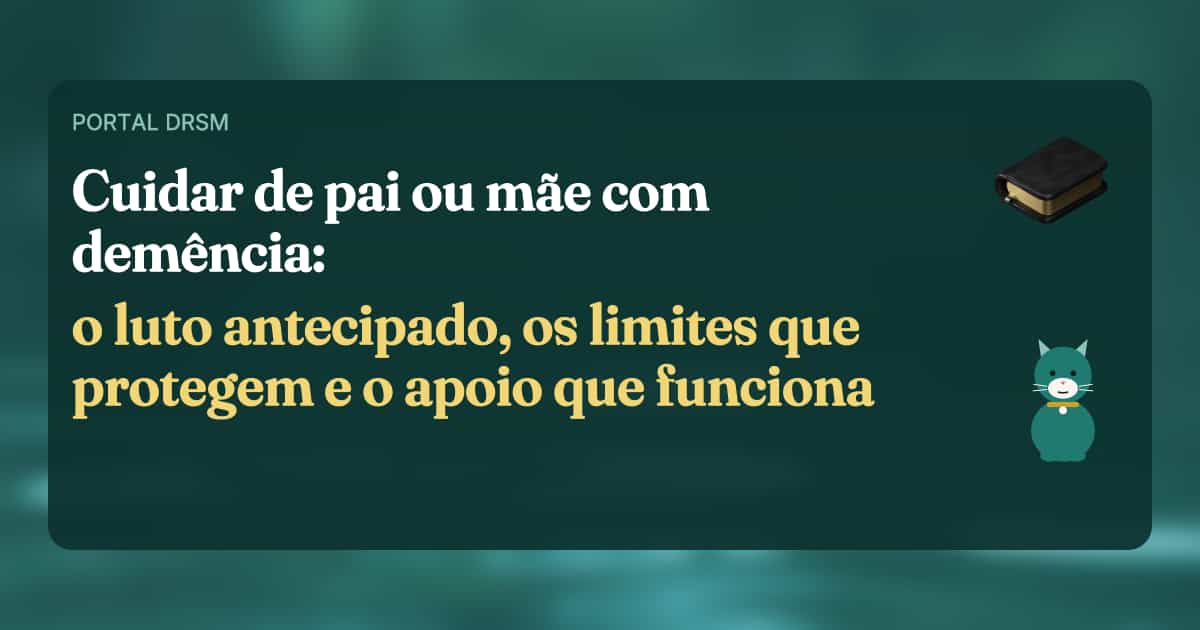 PORTAL DRSM
Cuidar de pai ou mãe com
demência:
o luto antecipado, os limites que
protegem e o apoio que funciona